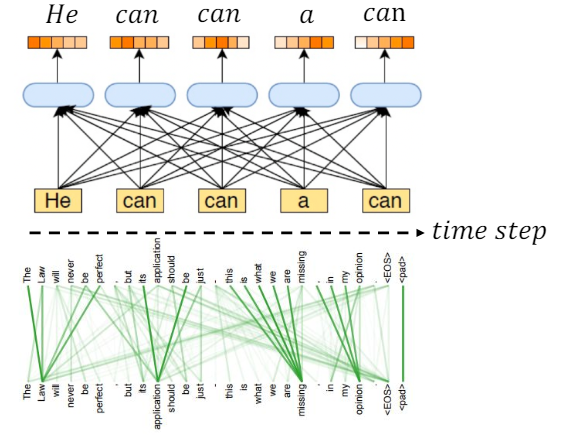 He can can a can
He can can a can
time step
The Law will never be perfect , but its application should be just - this is what we are missing , in my opinion . <EOS> <pad>
The Law will never be perfect , but its application should be just - this is what we are missing , in my opinion . <EOS> <pad>